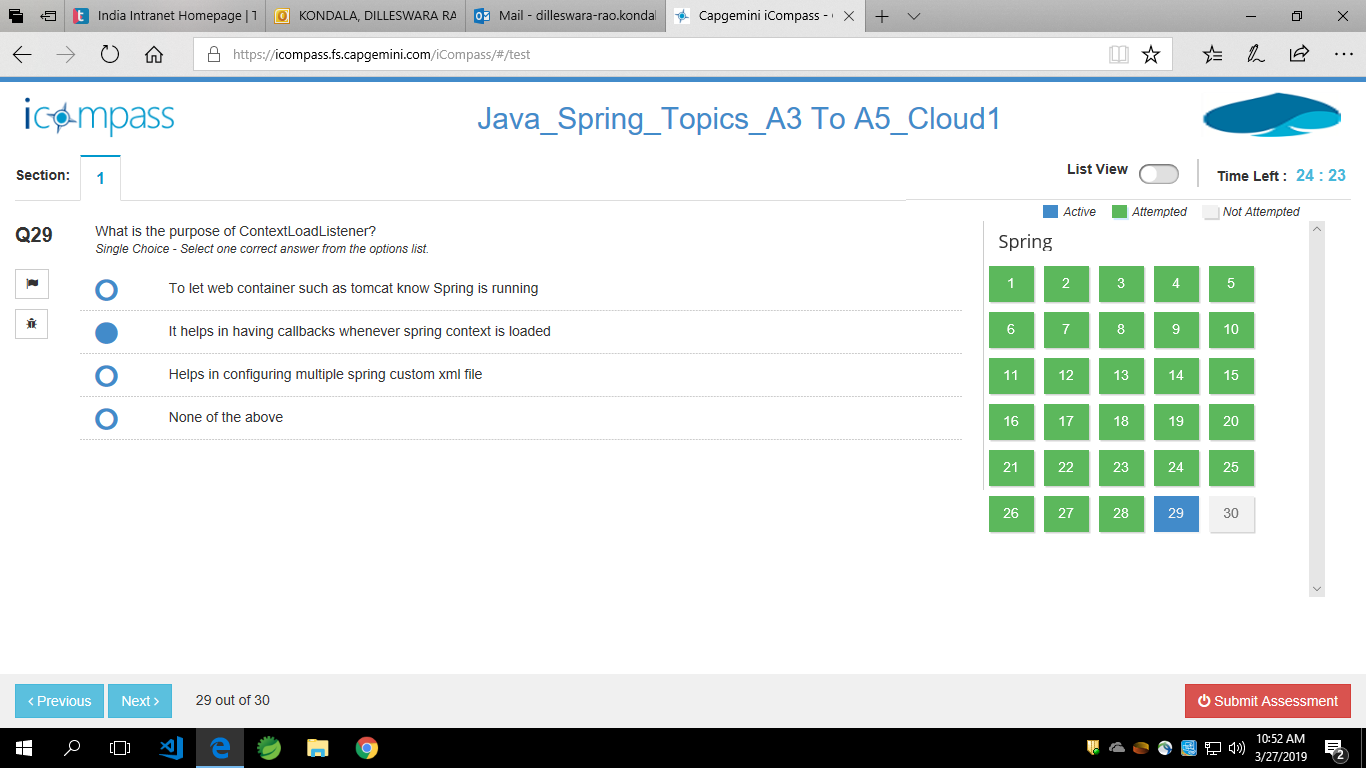 India Intranet Homepage | T
KONDALA, DILLESWARA RA
Mail - dilleswara-rao.kondal
Capgemini iCompass -
https://icompass.fs.capgemini.com/iCompass/#/test
icompass
Java_Spring_Topics_A3 To A5_Cloud1
Section:
1
List View
Time Left : 24 : 23
Active
Attempted
Not Attempted
Q29
What is the purpose of ContextLoadListener?
Single Choice - Select one correct answer from the options list.
To let web container such as tomcat know Spring is running
It helps in having callbacks whenever spring context is loaded
Helps in configuring multiple spring custom xml file
None of the above
Spring
1 2 3 4 5
6 7 8 9 10
11 12 13 14 15
16 17 18 19 20
21 22 23 24 25
26 27 28 29 30
‹ Previous
Next ›
29 out of 30
Submit Assessment
10:52 AM
3/27/2019
2